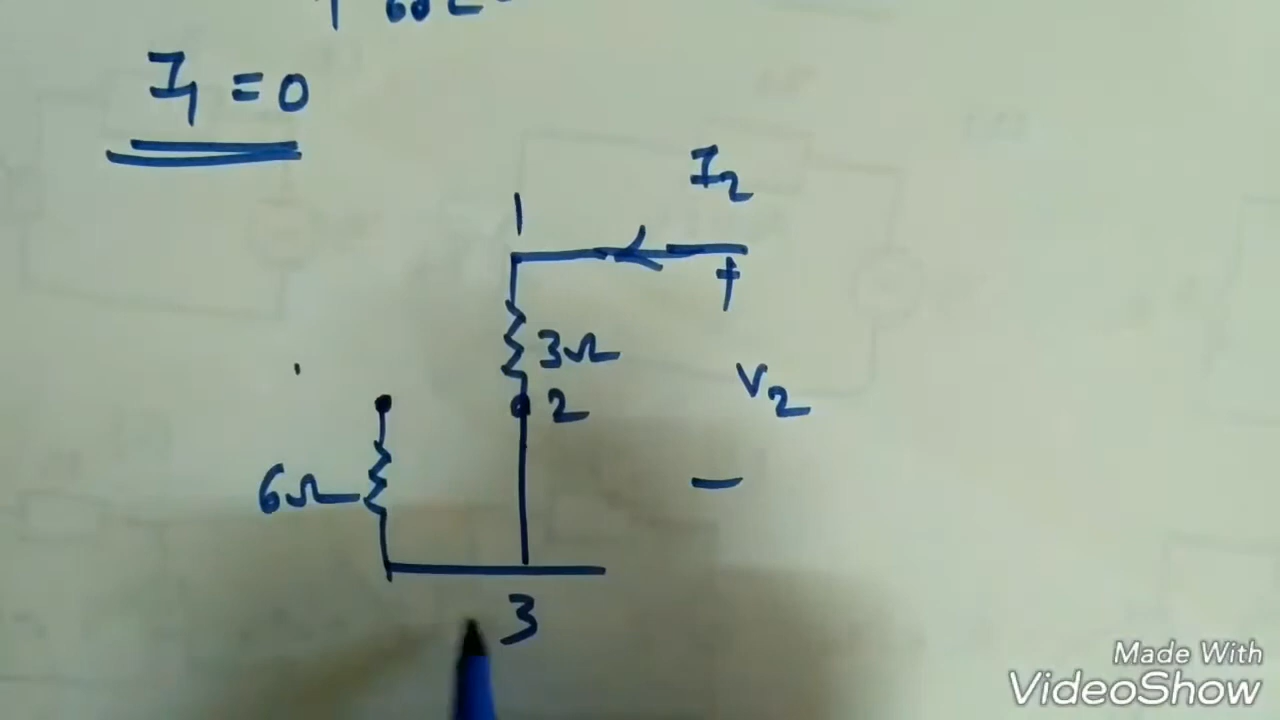 I₁ = 0
I₂
1
+
3Ω
V₂
2
6Ω
−
3
Made With
VideoShow